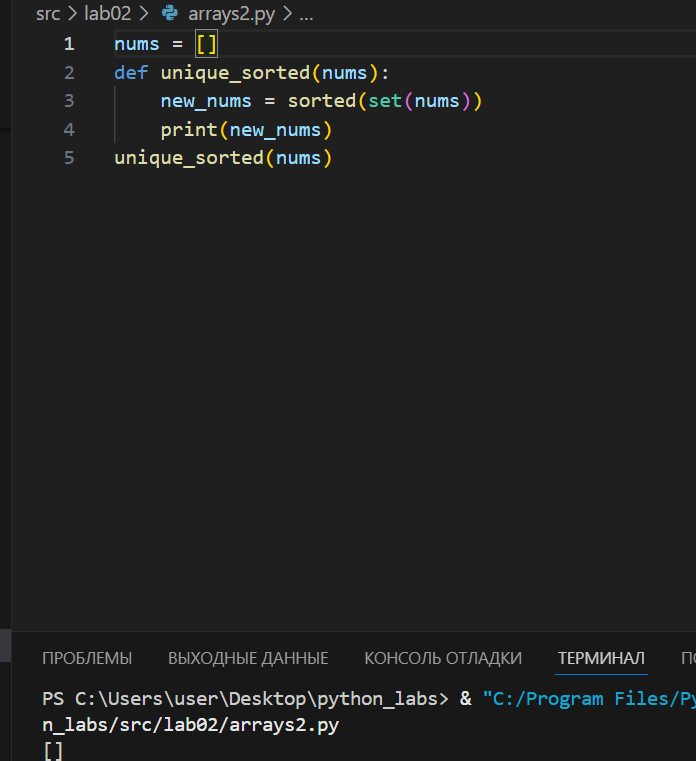 src > lab02 > arrays2.py > ...
1 nums = []
2 def unique_sorted(nums):
3     new_nums = sorted(set(nums))
4     print(new_nums)
5 unique_sorted(nums)
ПРОБЛЕМЫ ВЫХОДНЫЕ ДАННЫЕ КОНСОЛЬ ОТЛАДКИ ТЕРМИНАЛ
PS C:\Users\user\Desktop\python_labs> & "C:/Program Files/Py
n_labs/src/lab02/arrays2.py
[]